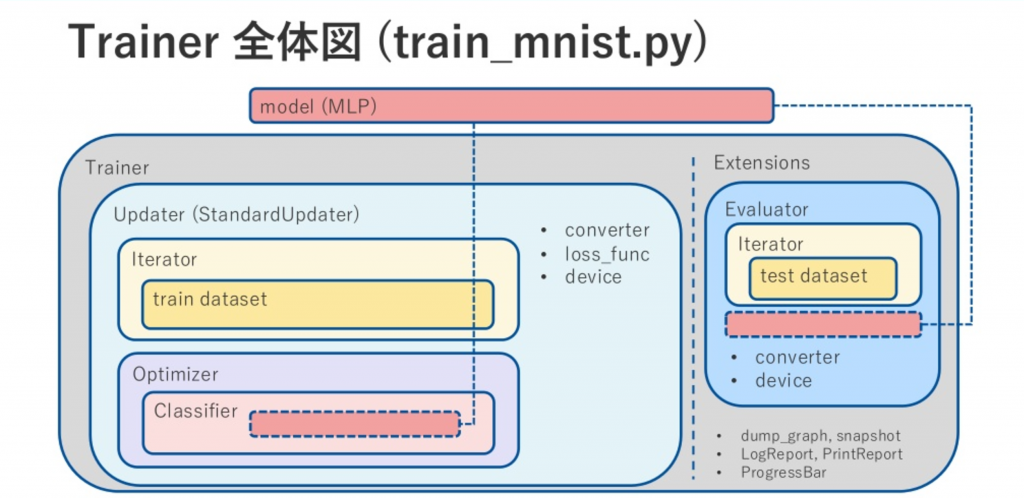 Trainer 全体図 (train_mnist.py)
model (MLP)
Trainer
Updater (StandardUpdater)
Iterator
train dataset
• converter
• loss_func
• device
Optimizer
Classifier
Extensions
Evaluator
Iterator
test dataset
• converter
• device
• dump_graph, snapshot
• LogReport, PrintReport
• ProgressBar